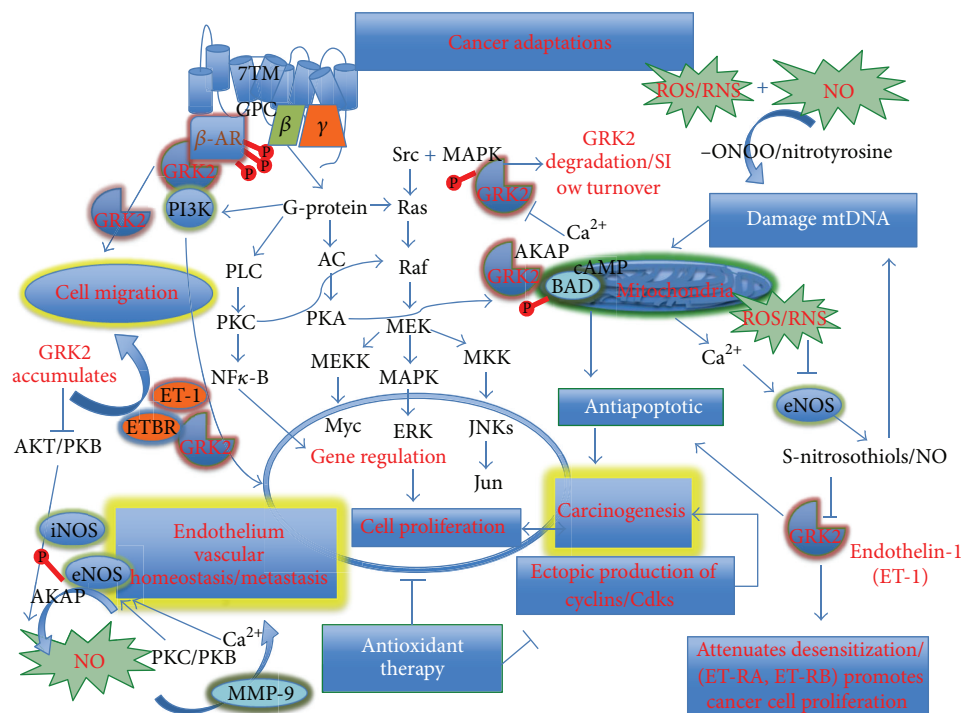 Cancer adaptations
7TM
GPC
β
γ
β-AR
P
P
P
P
GRK2
GRK2
PI3K
ROS/RNS
+
NO
–ONOO/nitrotyrosine
Damage mtDNA
Src + MAPK
P
GRK2
GRK2
degradation/SI
ow turnover
G-protein
Ras
Ca²⁺
PLC
AC
Raf
AKAP
GRK2
cAMP
BAD
P
Mitochondria
ROS/RNS
Cell migration
PKC
PKA
MEK
Ca²⁺
GRK2
accumulates
NFκ-B
MEKK
MAPK
MKK
eNOS
ET-1
ETBR
GRK2
AKT/PKB
Myc
ERK
JNKs
Jun
Gene regulation
Antiapoptotic
S-nitrosothiols/NO
iNOS
P
eNOS
AKAP
Endothelium
vascular
homeostasis/metastasis
Cell proliferation
Carcinogenesis
GRK2
Endothelin-1
(ET-1)
Ectopic production of
cyclins/Cdks
NO
Ca²⁺
PKC/PKB
MMP-9
Antioxidant
therapy
Attenuates desensitization/
(ET-RA, ET-RB) promotes
cancer cell proliferation